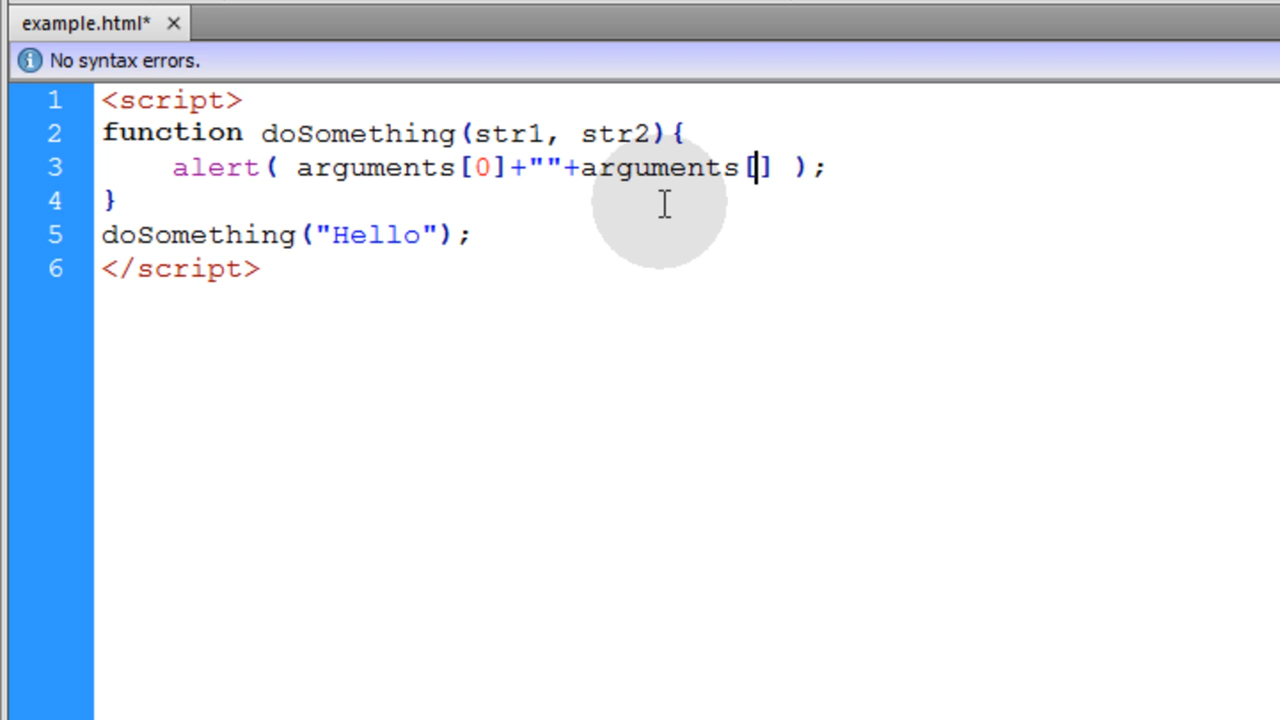 example.html* ×
No syntax errors.
1 <script>
2 function doSomething(str1, str2){
3 alert( arguments[0]+""+arguments[] );
4 }
5 doSomething("Hello");
6 </script>